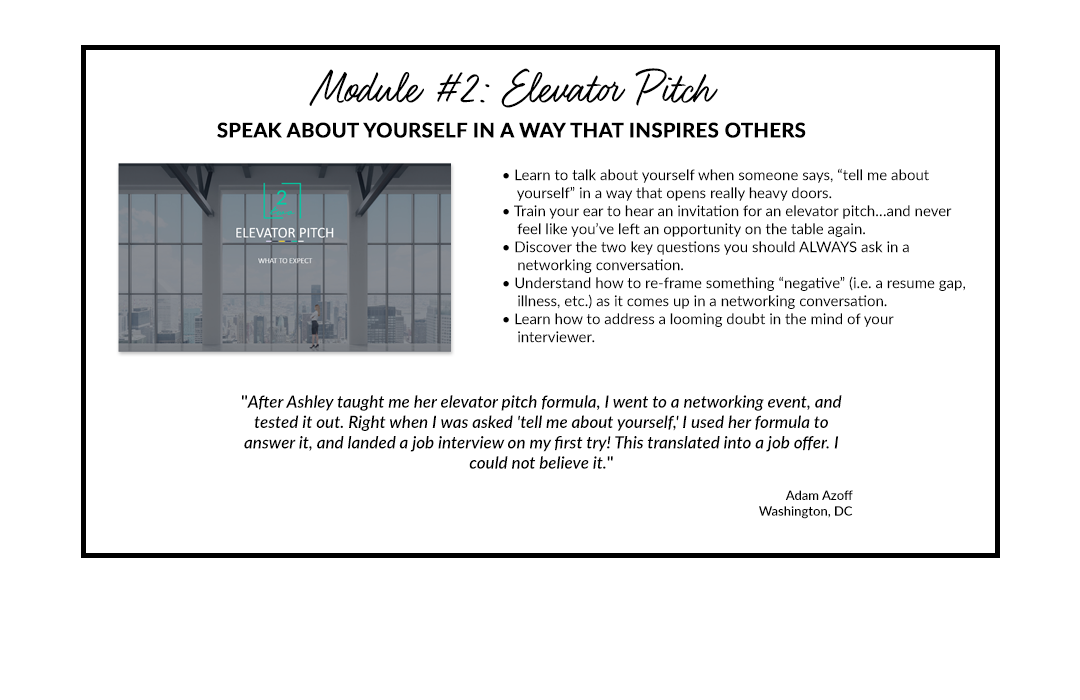 Module #2: Elevator Pitch
SPEAK ABOUT YOURSELF IN A WAY THAT INSPIRES OTHERS
2
ELEVATOR PITCH
WHAT TO EXPECT
• Learn to talk about yourself when someone says, “tell me about
yourself” in a way that opens really heavy doors.
• Train your ear to hear an invitation for an elevator pitch...and never
feel like you’ve left an opportunity on the table again.
• Discover the two key questions you should ALWAYS ask in a
networking conversation.
• Understand how to re-frame something “negative” (i.e. a resume gap,
illness, etc.) as it comes up in a networking conversation.
• Learn how to address a looming doubt in the mind of your
interviewer.
"After Ashley taught me her elevator pitch formula, I went to a networking event, and
tested it out. Right when I was asked 'tell me about yourself,' I used her formula to
answer it, and landed a job interview on my first try! This translated into a job offer. I
could not believe it."
Adam Azoff
Washington, DC